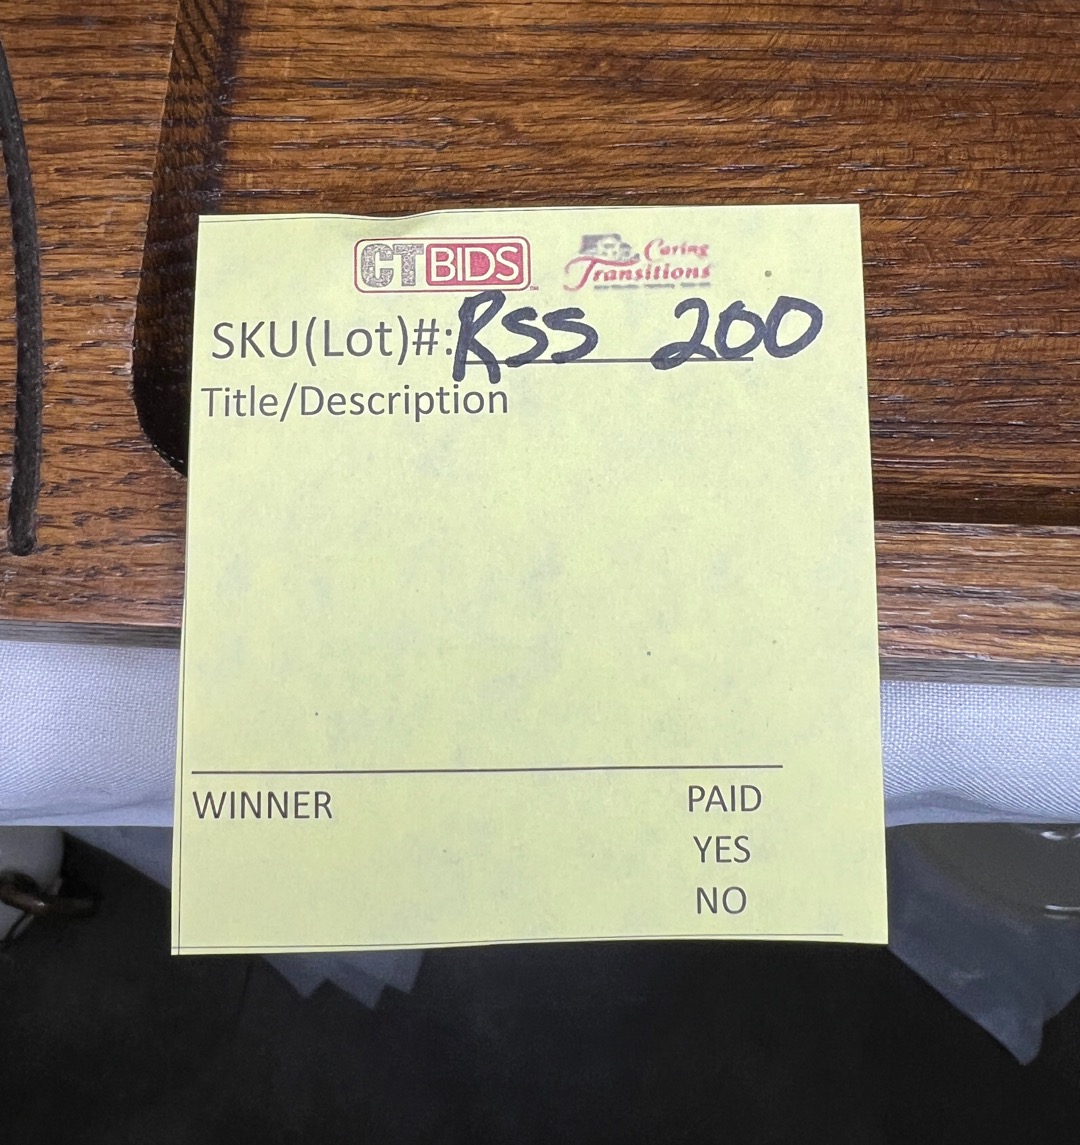 CTBIDS Caring Transitions
SKU(Lot)#: RSS 200
Title/Description
WINNER PAID
YES
NO